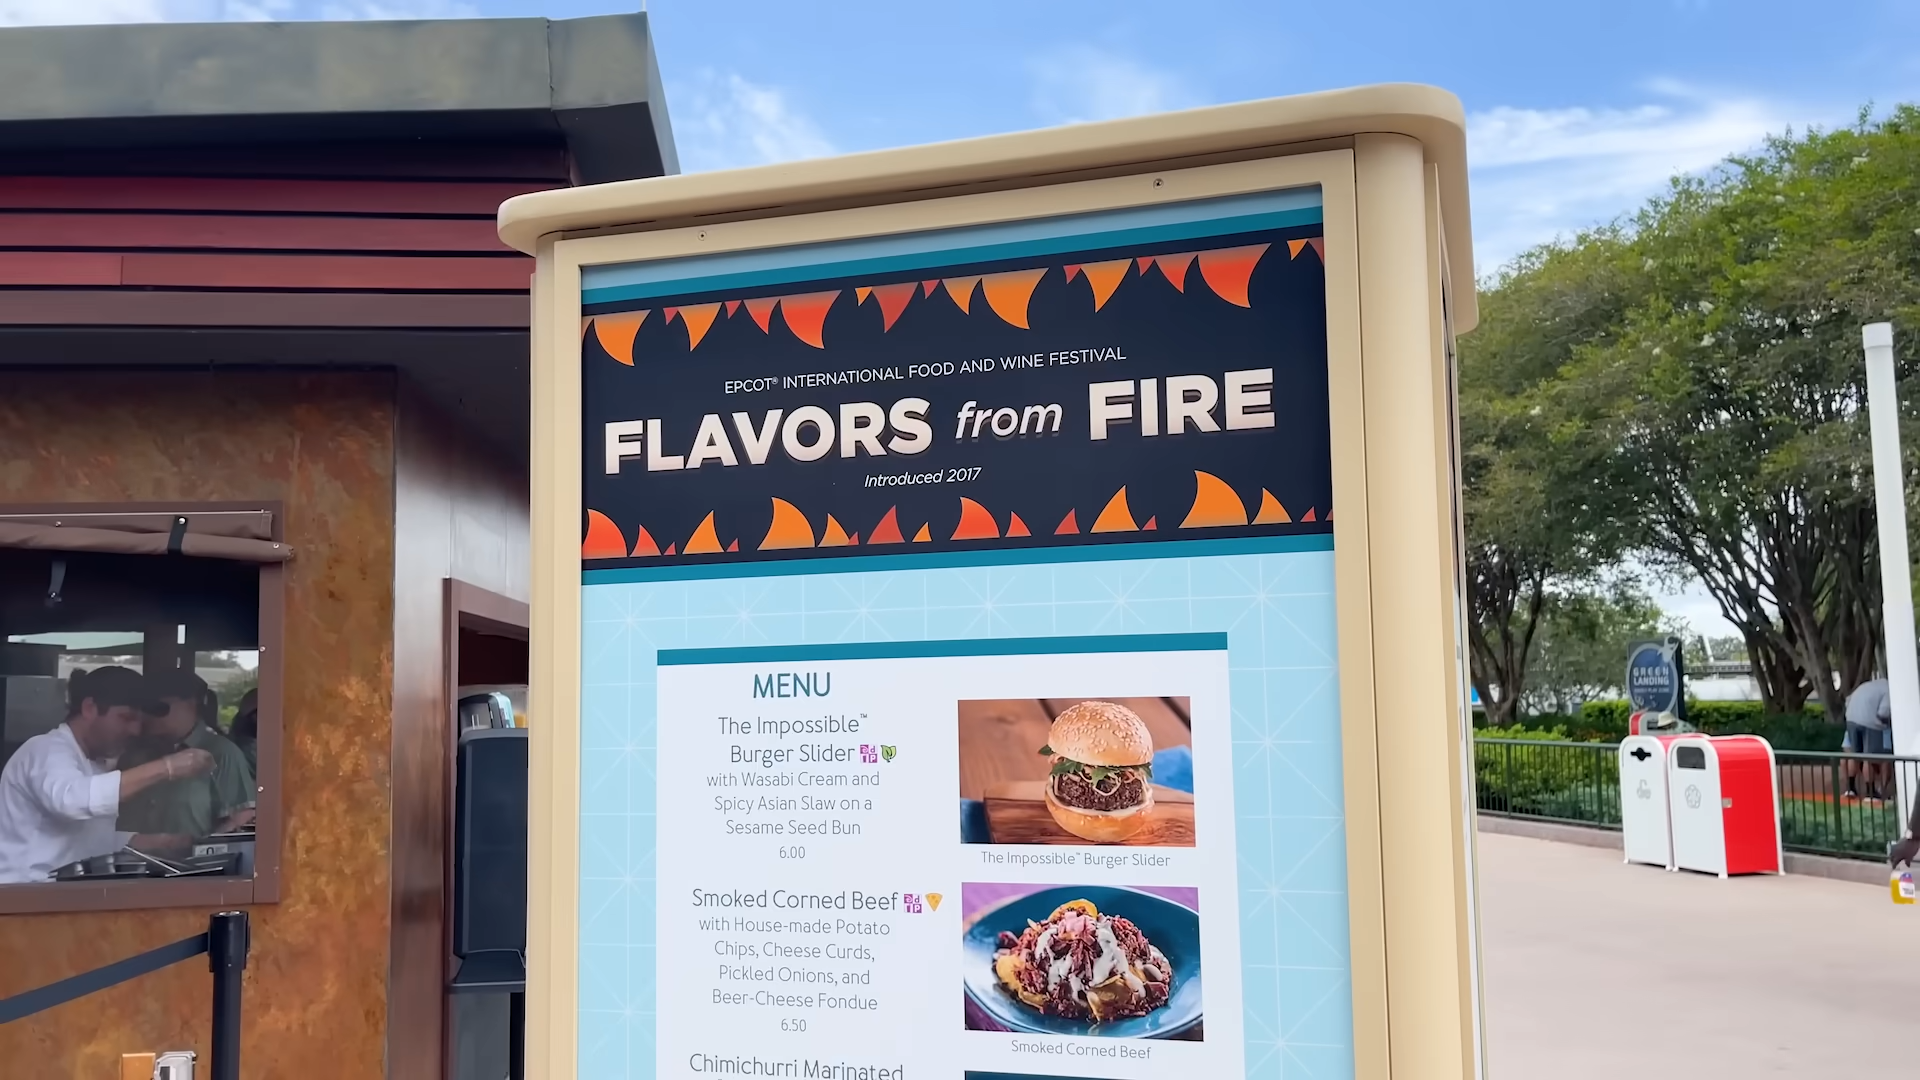 EPCOT® INTERNATIONAL FOOD AND WINE FESTIVAL
FLAVORS from FIRE
Introduced 2017
MENU
The Impossible™
Burger Slider
with Wasabi Cream and
Spicy Asian Slaw on a
Sesame Seed Bun
6.00
The Impossible™ Burger Slider
Smoked Corned Beef
with House-made Potato
Chips, Cheese Curds,
Pickled Onions, and
Beer-Cheese Fondue
6.50
Smoked Corned Beef
Chimichurri Marinated
GREEN
LANDING